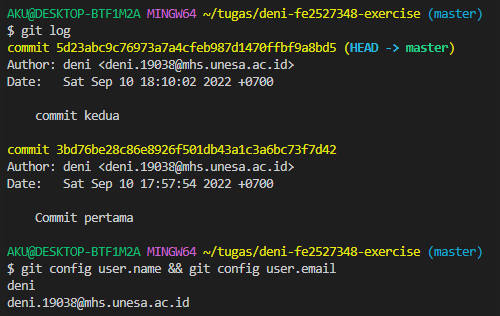 AKU@DESKTOP-BTF1M2A MINGW64 ~/tugas/deni-fe2527348-exercise (master)
$ git log
commit 5d23abc9c76973a7a4cfeb987d1470ffbf9a8bd5 (HEAD -> master)
Author: deni <deni.19038@mhs.unesa.ac.id>
Date:   Sat Sep 10 18:10:02 2022 +0700

    commit kedua

commit 3bd76be28c86e8926f501db43a1c3a6bc73f7d42
Author: deni <deni.19038@mhs.unesa.ac.id>
Date:   Sat Sep 10 17:57:54 2022 +0700

    Commit pertama

AKU@DESKTOP-BTF1M2A MINGW64 ~/tugas/deni-fe2527348-exercise (master)
$ git config user.name && git config user.email
deni
deni.19038@mhs.unesa.ac.id